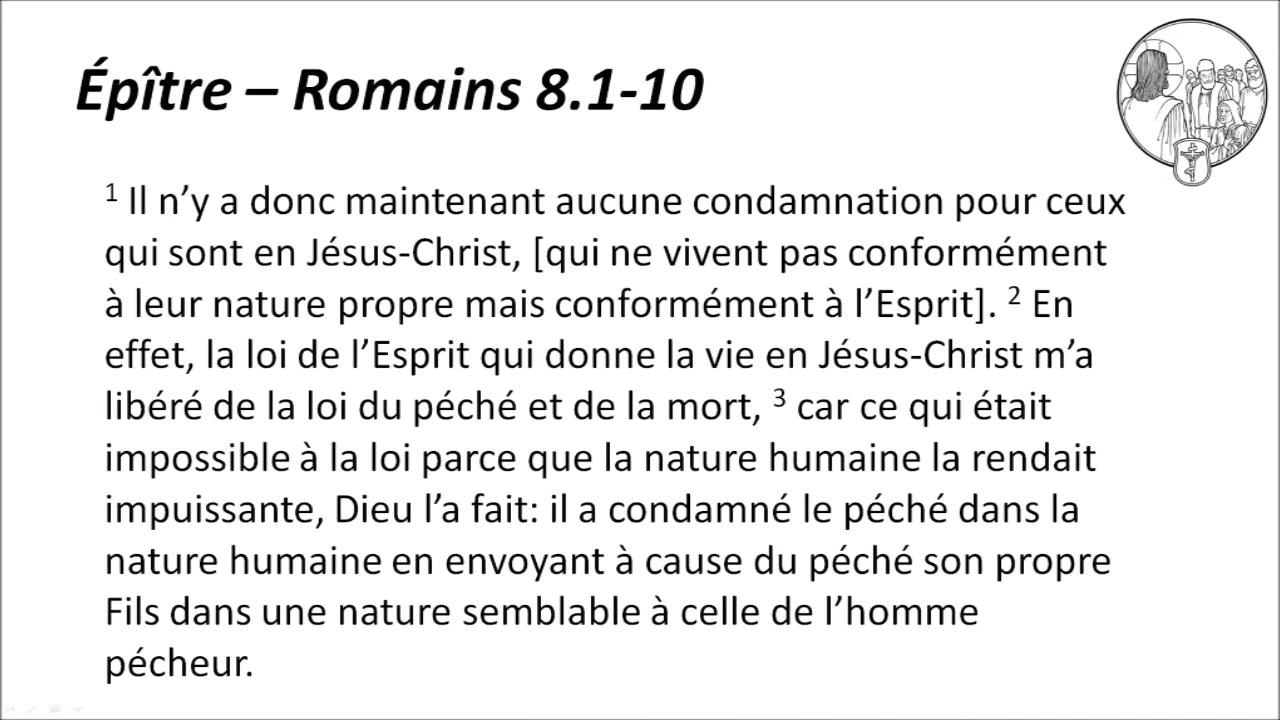 Épître – Romains 8.1-10
¹ Il n’y a donc maintenant aucune condamnation pour ceux
qui sont en Jésus-Christ, [qui ne vivent pas conformément
à leur nature propre mais conformément à l’Esprit]. ² En
effet, la loi de l’Esprit qui donne la vie en Jésus-Christ m’a
libéré de la loi du péché et de la mort, ³ car ce qui était
impossible à la loi parce que la nature humaine la rendait
impuissante, Dieu l’a fait: il a condamné le péché dans la
nature humaine en envoyant à cause du péché son propre
Fils dans une nature semblable à celle de l’homme
pécheur.